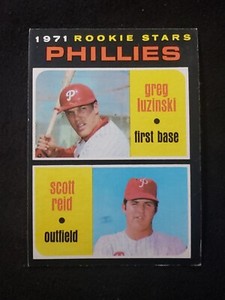 1971 ROOKIE STARS
PHILLIES
greg
luzinski
first base
scott
reid
outfield